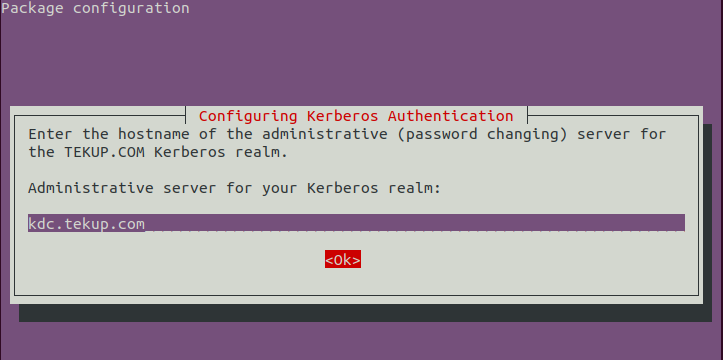 Package configuration
Configuring Kerberos Authentication
Enter the hostname of the administrative (password changing) server for
the TEKUP.COM Kerberos realm.
Administrative server for your Kerberos realm:
kdc.tekup.com
<Ok>